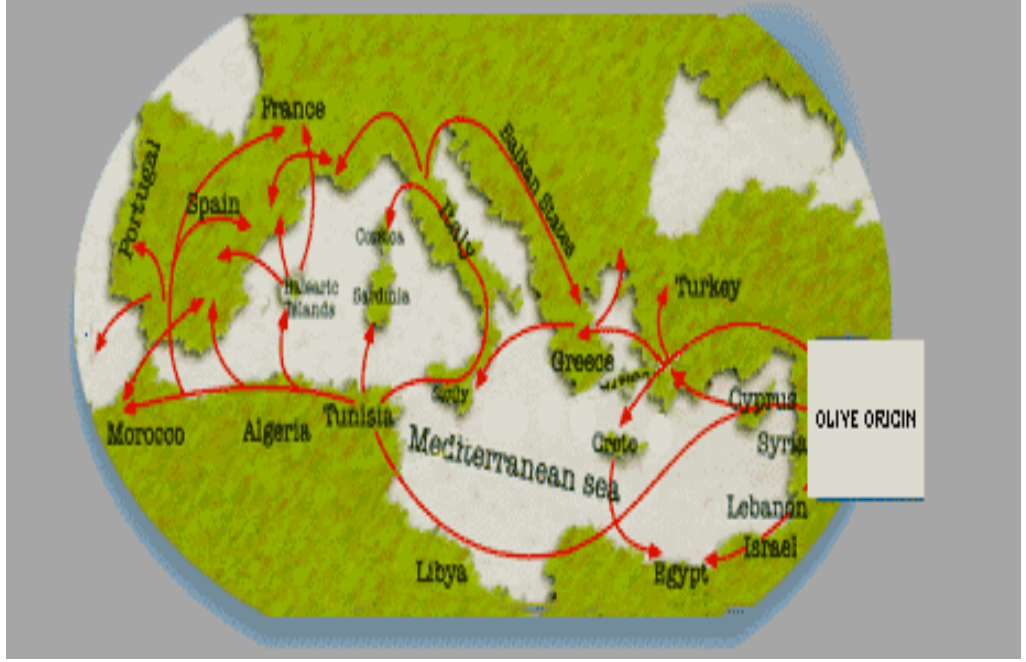 France
Portugal
Spain
Balkan States
Italy
Corsica
Balearic
Islands
Sardinia
Turkey
Greece
Sicily
Cyprus
OLIVE ORIGIN
Tunisia
Morocco
Algeria
Mediterranean sea
Crete
Syria
Lebanon
Israel
Libya
Egypt